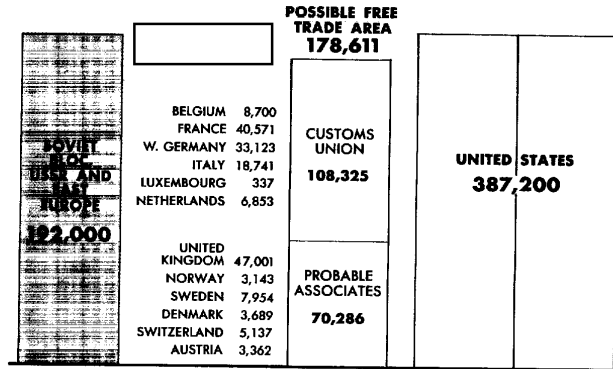 POSSIBLE FREE
TRADE AREA
178,611
SOVIET
BLOC,
USSR AND
EAST
EUROPE
192,000
BELGIUM 8,700
FRANCE 40,571
W. GERMANY 33,123
ITALY 18,741
LUXEMBOURG 337
NETHERLANDS 6,853
UNITED
KINGDOM 47,001
NORWAY 3,143
SWEDEN 7,954
DENMARK 3,689
SWITZERLAND 5,137
AUSTRIA 3,362
CUSTOMS
UNION
108,325
PROBABLE
ASSOCIATES
70,286
UNITED STATES
387,200